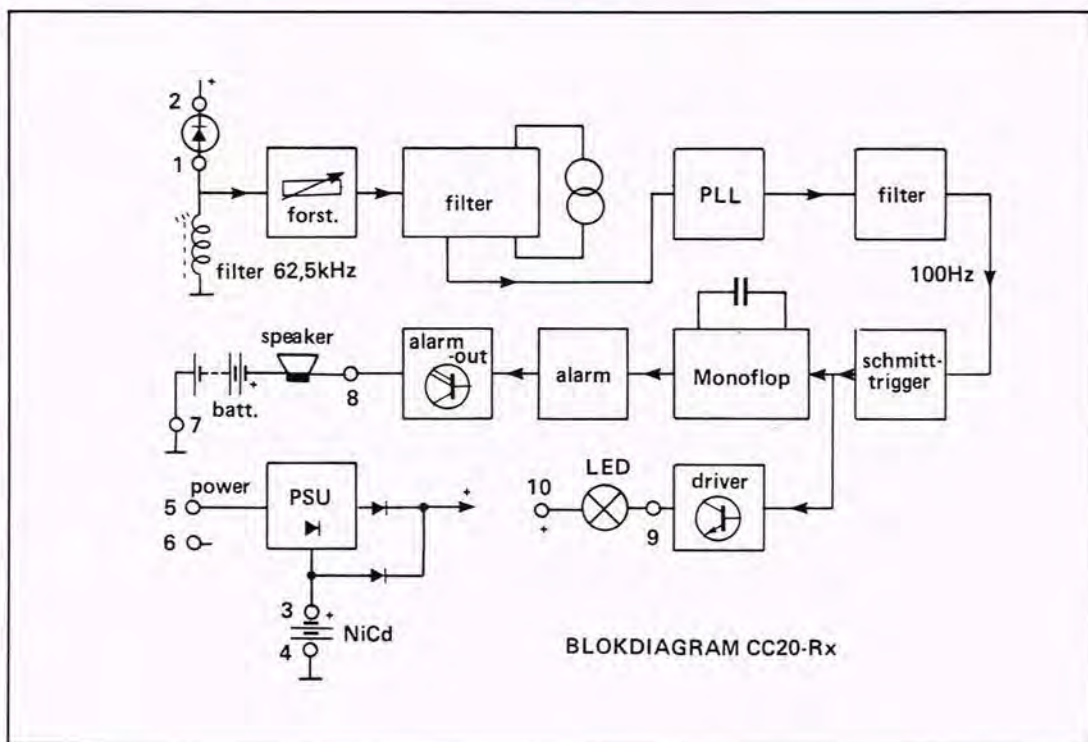 +
2
1
forst.
filter
PLL
filter
filter 62,5kHz
100Hz
speaker
alarm
-out
alarm
Monoflop
schmitt-
trigger
+
batt.
8
7
power
5
6
PSU
+
LED
10
+
9
driver
3
+
NiCd
4
BLOKDIAGRAM CC20-Rx